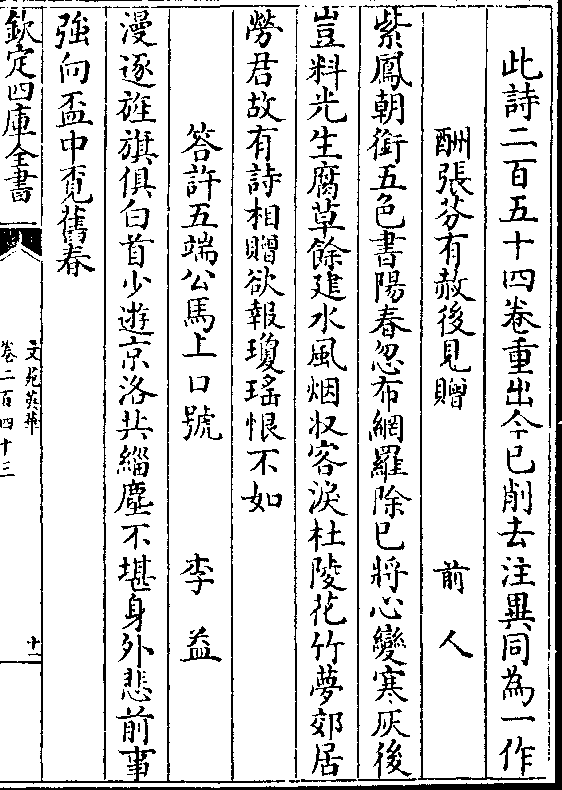 此詩二百五十四卷重出今已削去注異同為一作
酬張芬有赦後見贈 前人
紫鳳朝銜五色書陽春忽布網羅除已將心變寒灰後
豈料光生腐草餘建水風烟收客淚杜陵花竹夢郊居
勞君故有詩相贈欲報瓊瑤恨不如
答許五端公馬上口號 李益
漫逐旌旗俱白首少遊京洛共緇塵不堪身外悲前事
強向盃中覓舊春
欽定四庫全書
文苑英華
卷二百四十三
十一